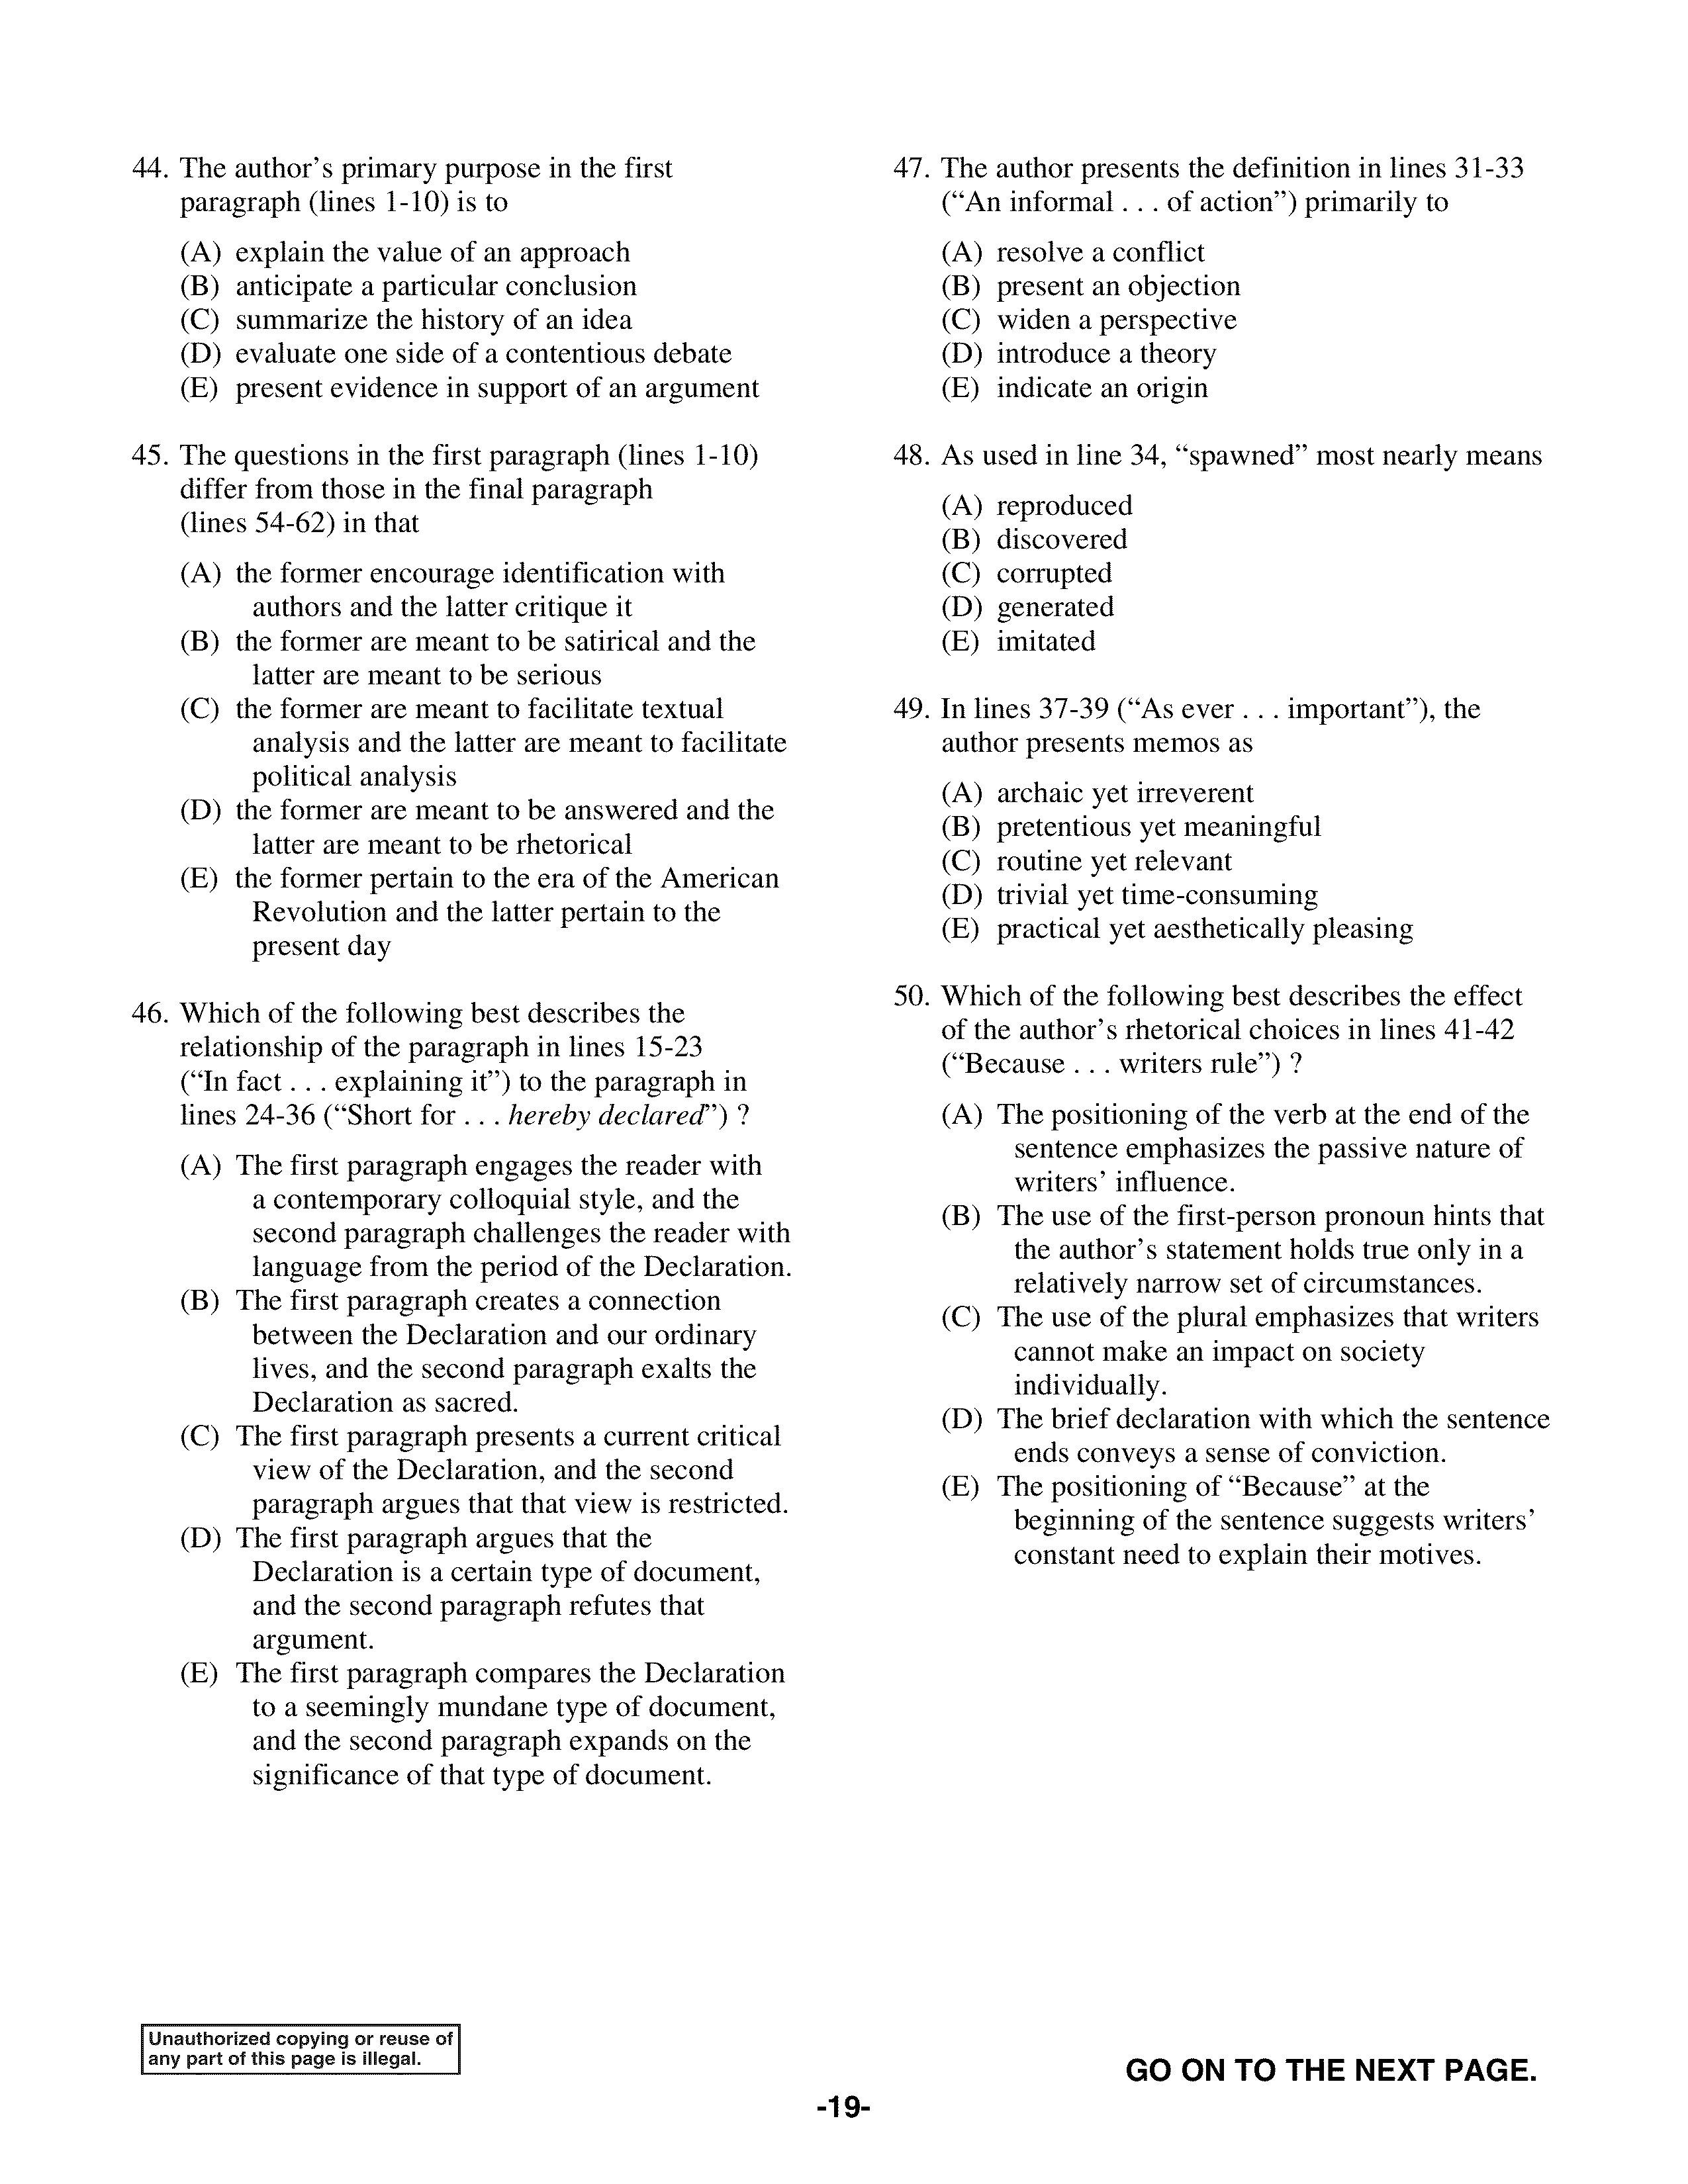 44. The author's primary purpose in the first
paragraph (lines 1-10) is to
(A) explain the value of an approach
(B) anticipate a particular conclusion
(C) summarize the history of an idea
(D) evaluate one side of a contentious debate
(E) present evidence in support of an argument
45. The questions in the first paragraph (lines 1-10)
differ from those in the final paragraph
(lines 54-62) in that
(A) the former encourage identification with
authors and the latter critique it
(B) the former are meant to be satirical and the
latter are meant to be serious
(C) the former are meant to facilitate textual
analysis and the latter are meant to facilitate
political analysis
(D) the former are meant to be answered and the
latter are meant to be rhetorical
(E) the former pertain to the era of the American
Revolution and the latter pertain to the
present day
46. Which of the following best describes the
relationship of the paragraph in lines 15-23
(“In fact . . . explaining it”) to the paragraph in
lines 24-36 (“Short for . . . hereby declared”) ?
(A) The first paragraph engages the reader with
a contemporary colloquial style, and the
second paragraph challenges the reader with
language from the period of the Declaration.
(B) The first paragraph creates a connection
between the Declaration and our ordinary
lives, and the second paragraph exalts the
Declaration as sacred.
(C) The first paragraph presents a current critical
view of the Declaration, and the second
paragraph argues that that view is restricted.
(D) The first paragraph argues that the
Declaration is a certain type of document,
and the second paragraph refutes that
argument.
(E) The first paragraph compares the Declaration
to a seemingly mundane type of document,
and the second paragraph expands on the
significance of that type of document.
47. The author presents the definition in lines 31-33
(“An informal . . . of action”) primarily to
(A) resolve a conflict
(B) present an objection
(C) widen a perspective
(D) introduce a theory
(E) indicate an origin
48. As used in line 34, “spawned” most nearly means
(A) reproduced
(B) discovered
(C) corrupted
(D) generated
(E) imitated
49. In lines 37-39 (“As ever . . . important”), the
author presents memos as
(A) archaic yet irreverent
(B) pretentious yet meaningful
(C) routine yet relevant
(D) trivial yet time-consuming
(E) practical yet aesthetically pleasing
50. Which of the following best describes the effect
of the author's rhetorical choices in lines 41-42
(“Because . . . writers rule”) ?
(A) The positioning of the verb at the end of the
sentence emphasizes the passive nature of
writers' influence.
(B) The use of the first-person pronoun hints that
the author's statement holds true only in a
relatively narrow set of circumstances.
(C) The use of the plural emphasizes that writers
cannot make an impact on society
individually.
(D) The brief declaration with which the sentence
ends conveys a sense of conviction.
(E) The positioning of “Because” at the
beginning of the sentence suggests writers'
constant need to explain their motives.
Unauthorized copying or reuse of
any part of this page is illegal.
GO ON TO THE NEXT PAGE.
-19-